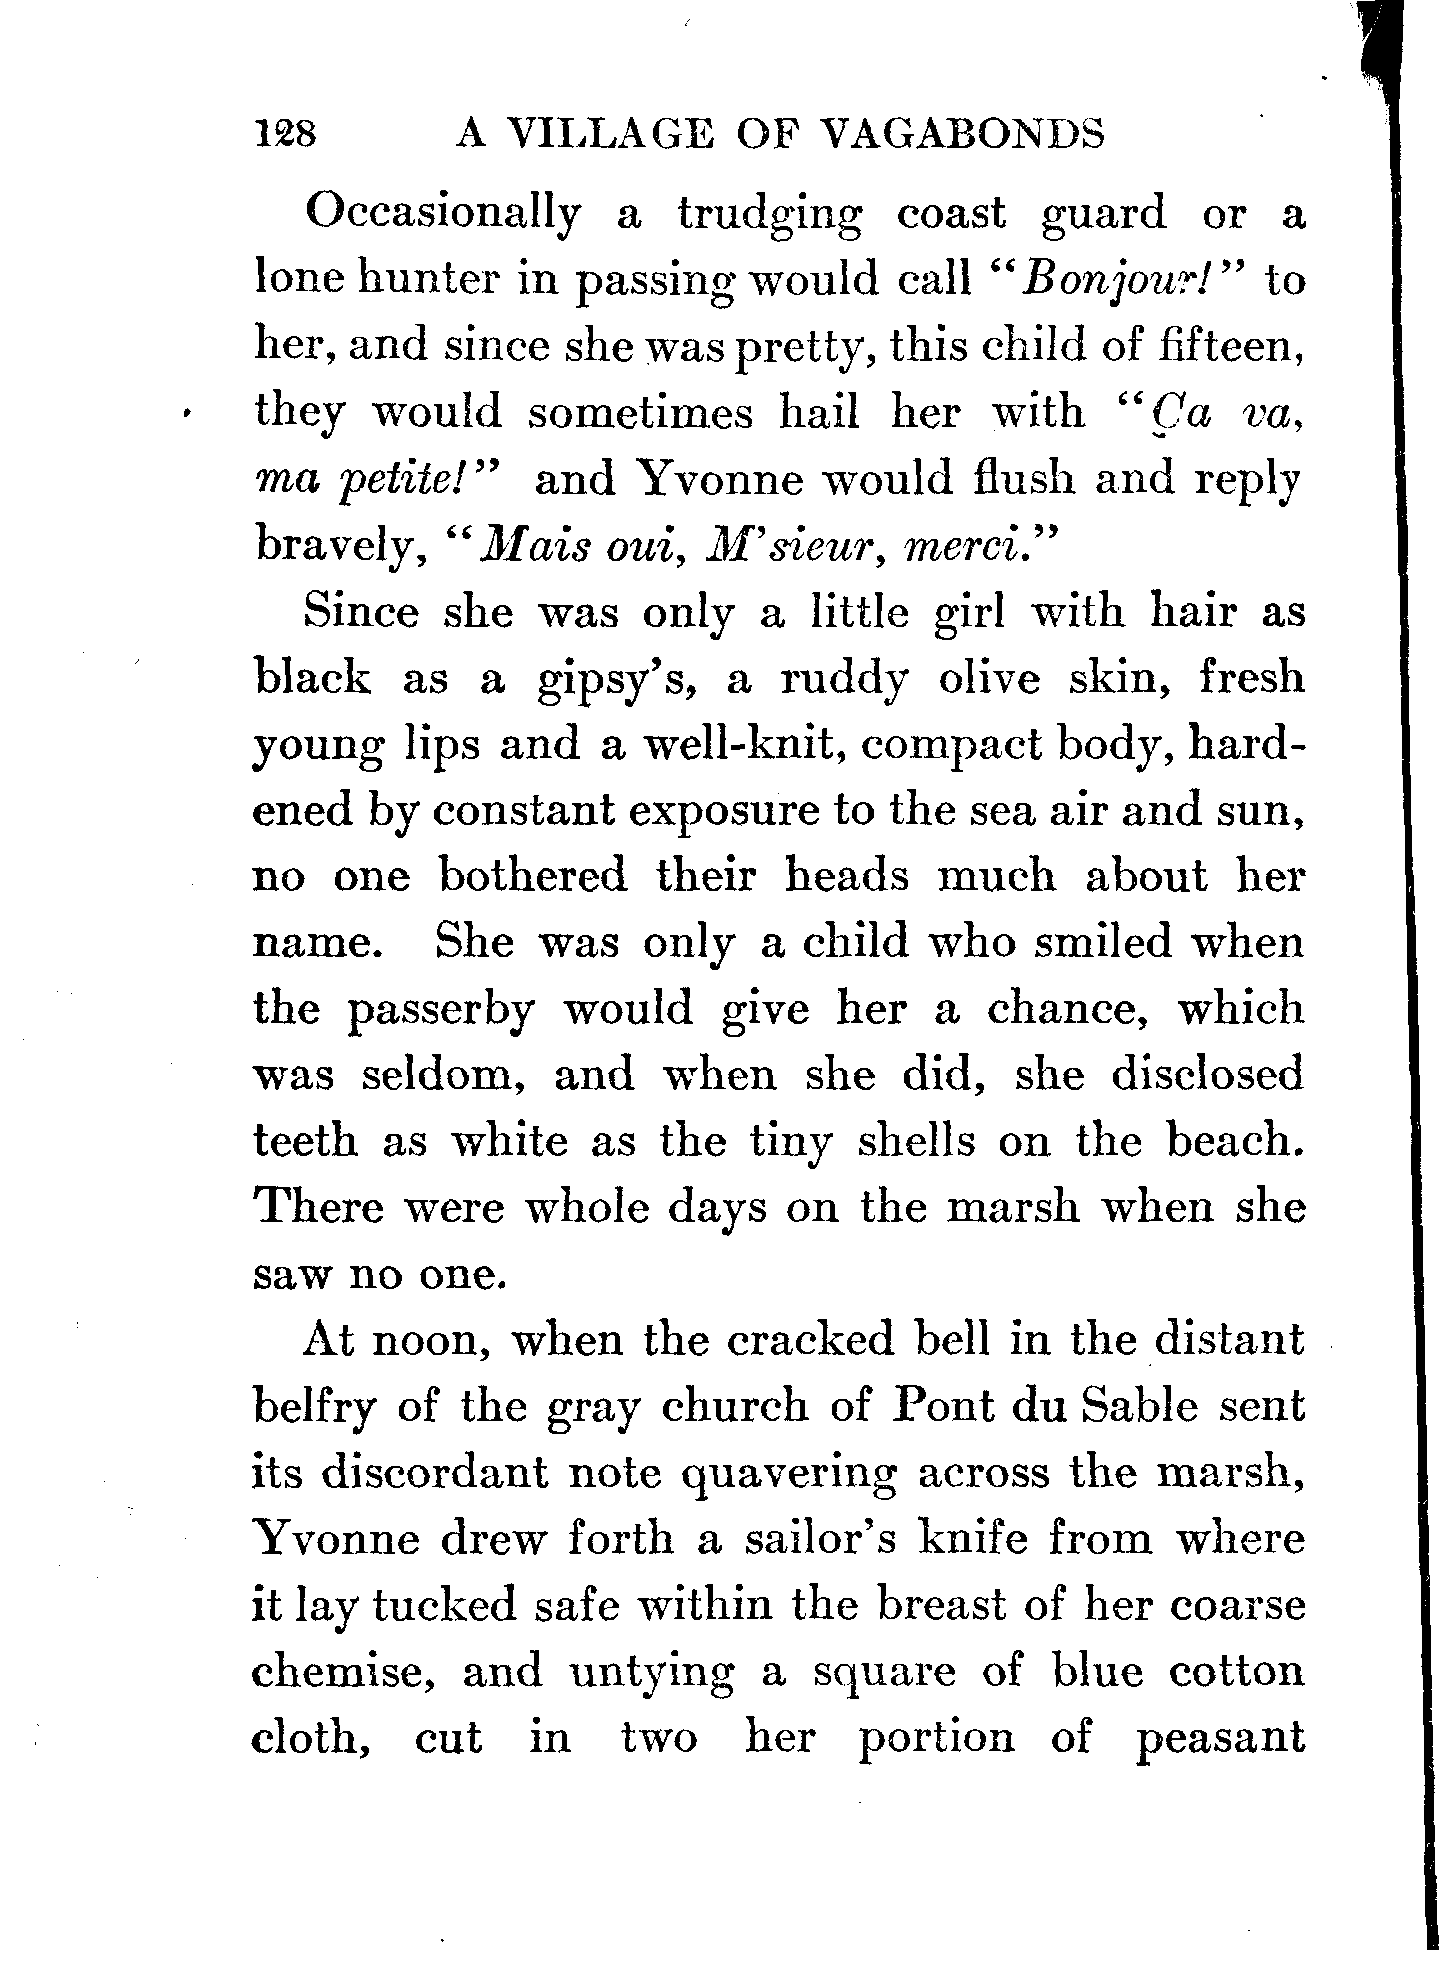 128 A VILLAGE OF VAGABONDS
Occasionally a trudging coast guard or a
lone hunter in passing would call “Bonjour!” to
her, and since she was pretty, this child of fifteen,
they would sometimes hail her with “Ça va,
ma petite!” and Yvonne would flush and reply
bravely, “Mais oui, M’sieur, merci.”
Since she was only a little girl with hair as
black as a gipsy’s, a ruddy olive skin, fresh
young lips and a well-knit, compact body, hard-
ened by constant exposure to the sea air and sun,
no one bothered their heads much about her
name. She was only a child who smiled when
the passerby would give her a chance, which
was seldom, and when she did, she disclosed
teeth as white as the tiny shells on the beach.
There were whole days on the marsh when she
saw no one.
At noon, when the cracked bell in the distant
belfry of the gray church of Pont du Sable sent
its discordant note quavering across the marsh,
Yvonne drew forth a sailor’s knife from where
it lay tucked safe within the breast of her coarse
chemise, and untying a square of blue cotton
cloth, cut in two her portion of peasant